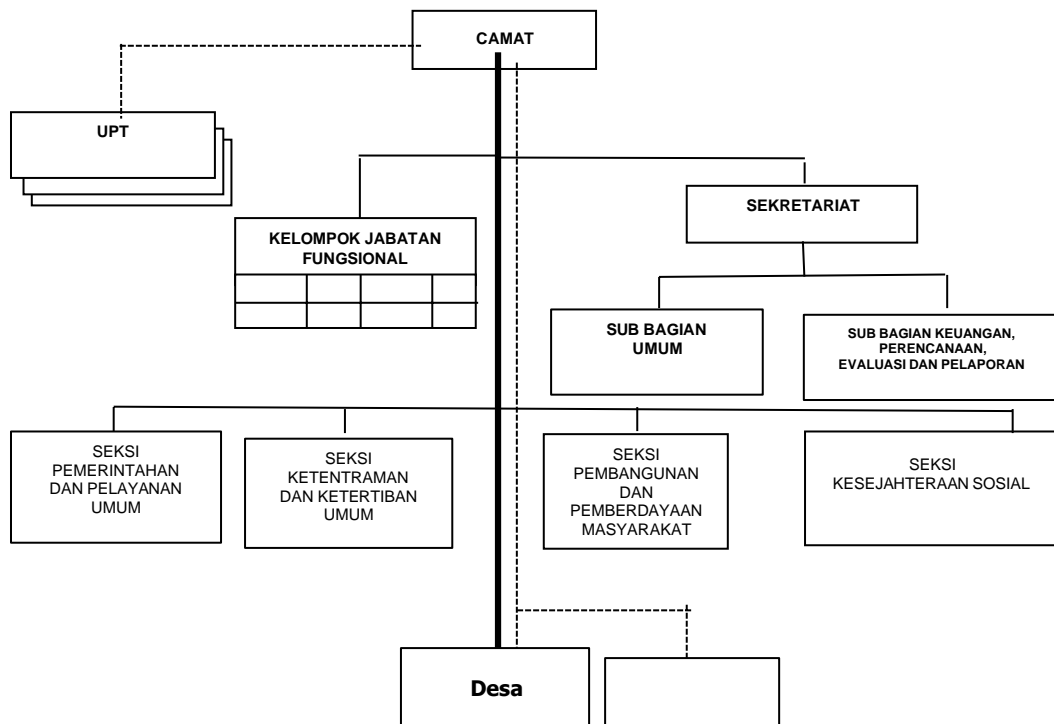 CAMAT
UPT
SEKRETARIAT
KELOMPOK JABATAN
FUNGSIONAL
SUB BAGIAN
UMUM
SUB BAGIAN KEUANGAN,
PERENCANAAN,
EVALUASI DAN PELAPORAN
SEKSI
PEMERINTAHAN
DAN PELAYANAN
UMUM
SEKSI
KETENTRAMAN
DAN KETERTIBAN
UMUM
SEKSI
PEMBANGUNAN
DAN
PEMBERDAYAAN
MASYARAKAT
SEKSI
KESEJAHTERAAN SOSIAL
Desa